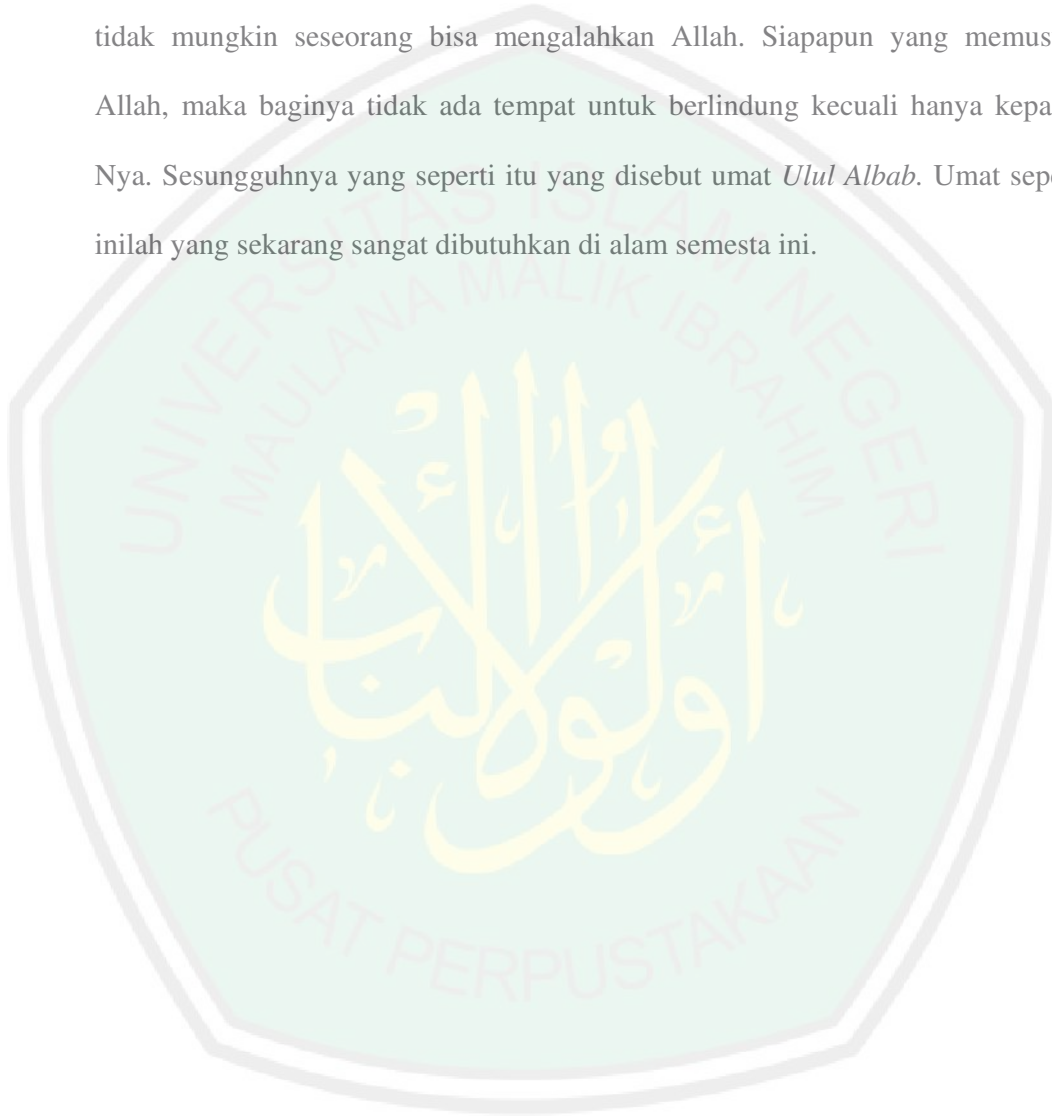 tidak mungkin seseorang bisa mengalahkan Allah. Siapapun yang memus
Allah, maka baginya tidak ada tempat untuk berlindung kecuali hanya kepa
Nya. Sesungguhnya yang seperti itu yang disebut umat Ulul Albab. Umat sepe
inilah yang sekarang sangat dibutuhkan di alam semesta ini.
UNIVERSITAS ISLAM NEGERI
MAULANA MALIK IBRAHIM
أولوا الألباب
PUSAT PERPUSTAKAAN